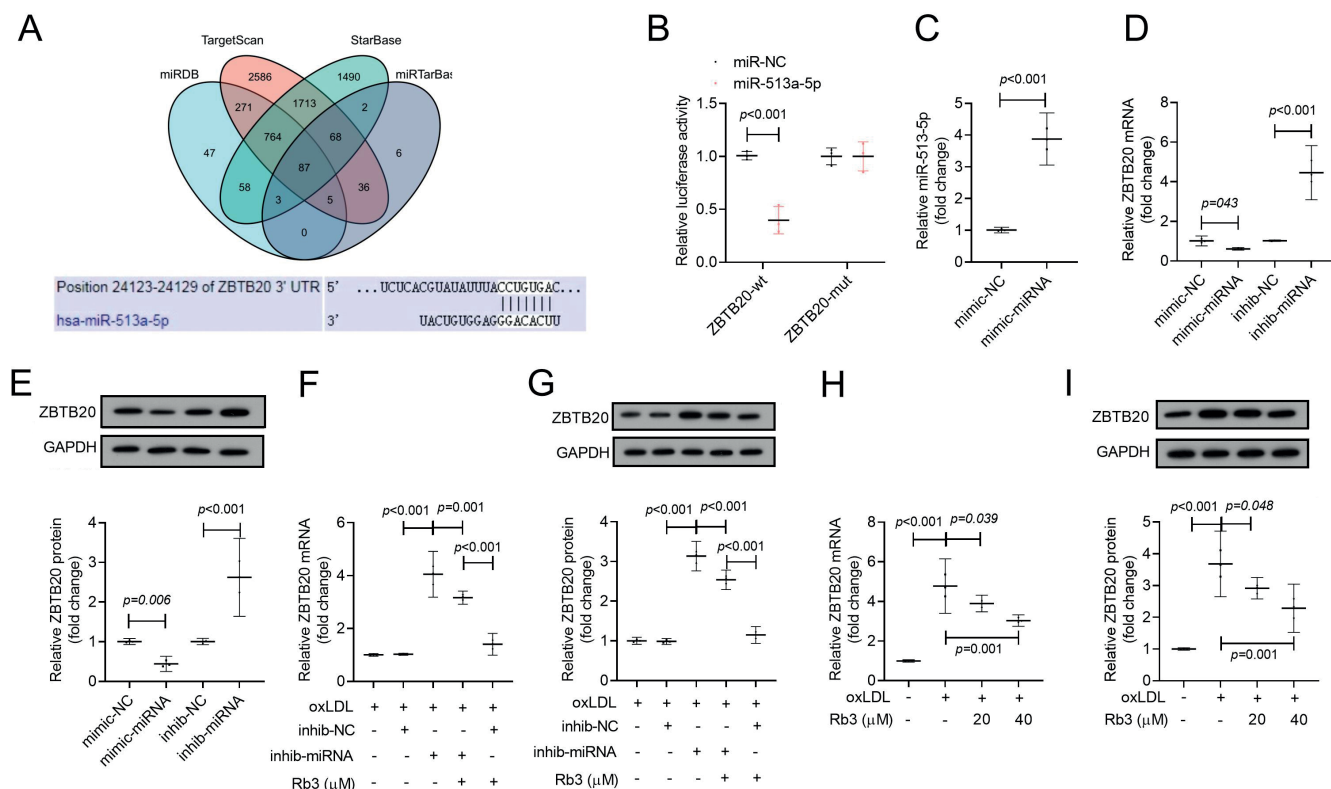 A
TargetScan
StarBase
miRDB
miRTarBas
2586
1490
271
1713
2
47
764
68
6
87
58
36
3
5
0
Position 24123-24129 of ZBTB20 3' UTR 5' ...UCUCACGUAUAUUUACCUGUGAC...
hsa-miR-513a-5p 3' UACUGUGGAGGGACACUU
B
miR-NC
miR-513a-5p
p<0.001
Relative luciferase activity
1.5
1.0
0.5
0.0
ZBTB20-wt
ZBTB20-mut
C
p<0.001
Relative miR-513-5p
(fold change)
5
4
3
2
1
0
mimic-NC
mimic-miRNA
D
p<0.001
p=043
Relative ZBTB20 mRNA
(fold change)
8
6
4
2
0
mimic-NC
mimic-miRNA
inhib-NC
inhib-miRNA
E
ZBTB20
GAPDH
p<0.001
p=0.006
Relative ZBTB20 protein
(fold change)
4
3
2
1
0
mimic-NC
mimic-miRNA
inhib-NC
inhib-miRNA
F
p<0.001 p=0.001
p<0.001
Relative ZBTB20 mRNA
(fold change)
6
4
2
0
oxLDL + + + + +
inhib-NC - + - - +
inhib-miRNA - - + + -
Rb3 (μM) - - - + +
G
ZBTB20
GAPDH
p<0.001 p<0.001
p<0.001
Relative ZBTB20 protein
(fold change)
4
3
2
1
0
oxLDL + + + + +
inhib-NC - + - - +
inhib-miRNA - - + + -
Rb3 (μM) - - - + +
H
p<0.001 p=0.039
p=0.001
Relative ZBTB20 mRNA
(fold change)
8
6
4
2
0
oxLDL - + + +
Rb3 (μM) - - 20 40
I
ZBTB20
GAPDH
p<0.001 p=0.048
p=0.001
Relative ZBTB20 protein
(fold change)
5
4
3
2
1
0
oxLDL - + + +
Rb3 (μM) - - 20 40